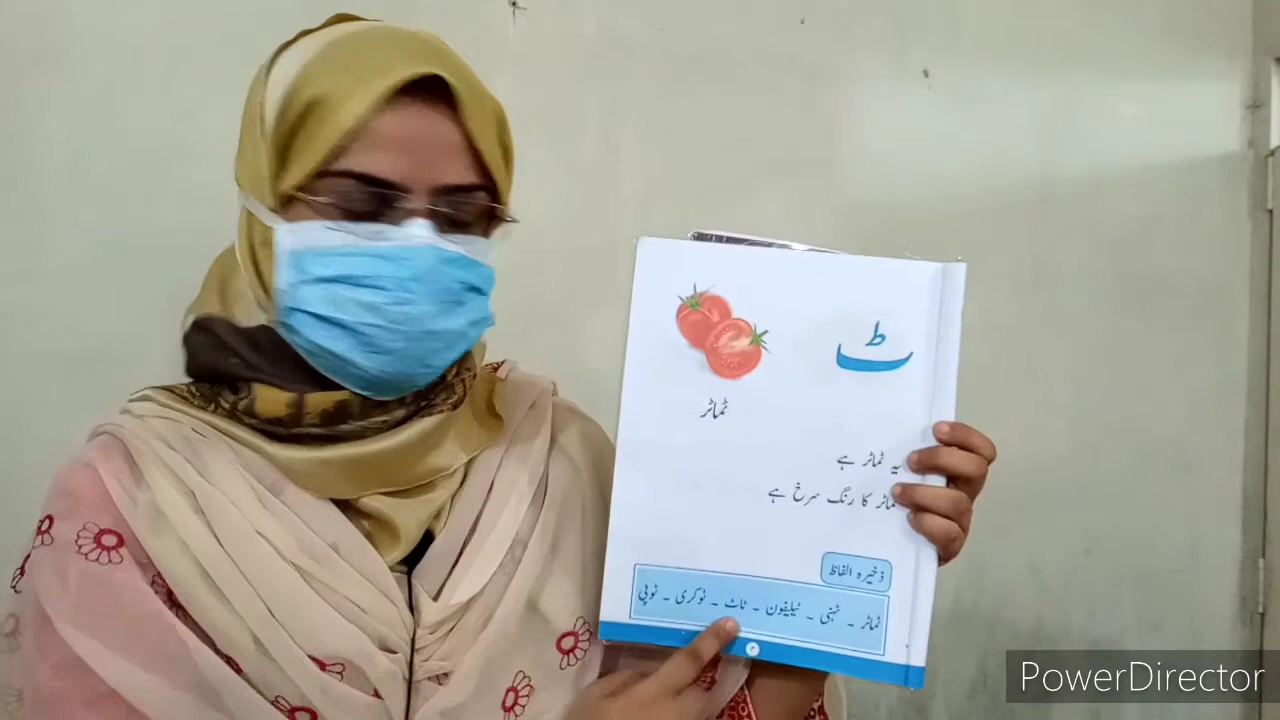 ٹ
ٹماٹر
یہ ٹماٹر ہے
ٹماٹر کا رنگ سرخ ہے
ذخیرہ الفاظ
ٹماٹر ۔ ٹہنی ۔ ٹیلیفون ۔ ٹاٹ ۔ ٹوکری ۔ ٹوپی
PowerDirector